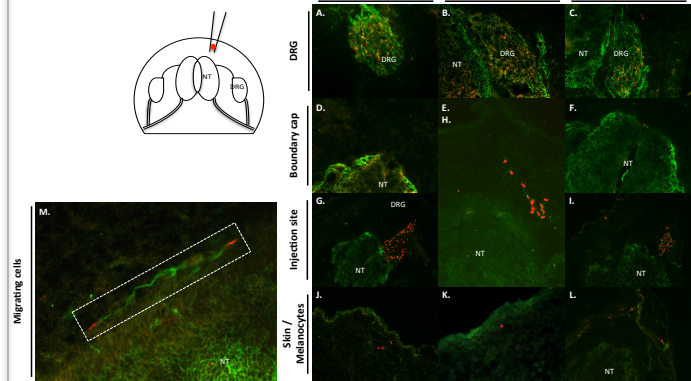 NT
DRG
DRG
Boundary cap
Injection site
Skin /
Melanocytes
Migrating cells
A.
DRG
B.
DRG
NT
C.
DRG
D.
NT
E.
H.
NT
F.
NT
G.
DRG
NT
I.
NT
J.
K.
L.
NT
M.
NT